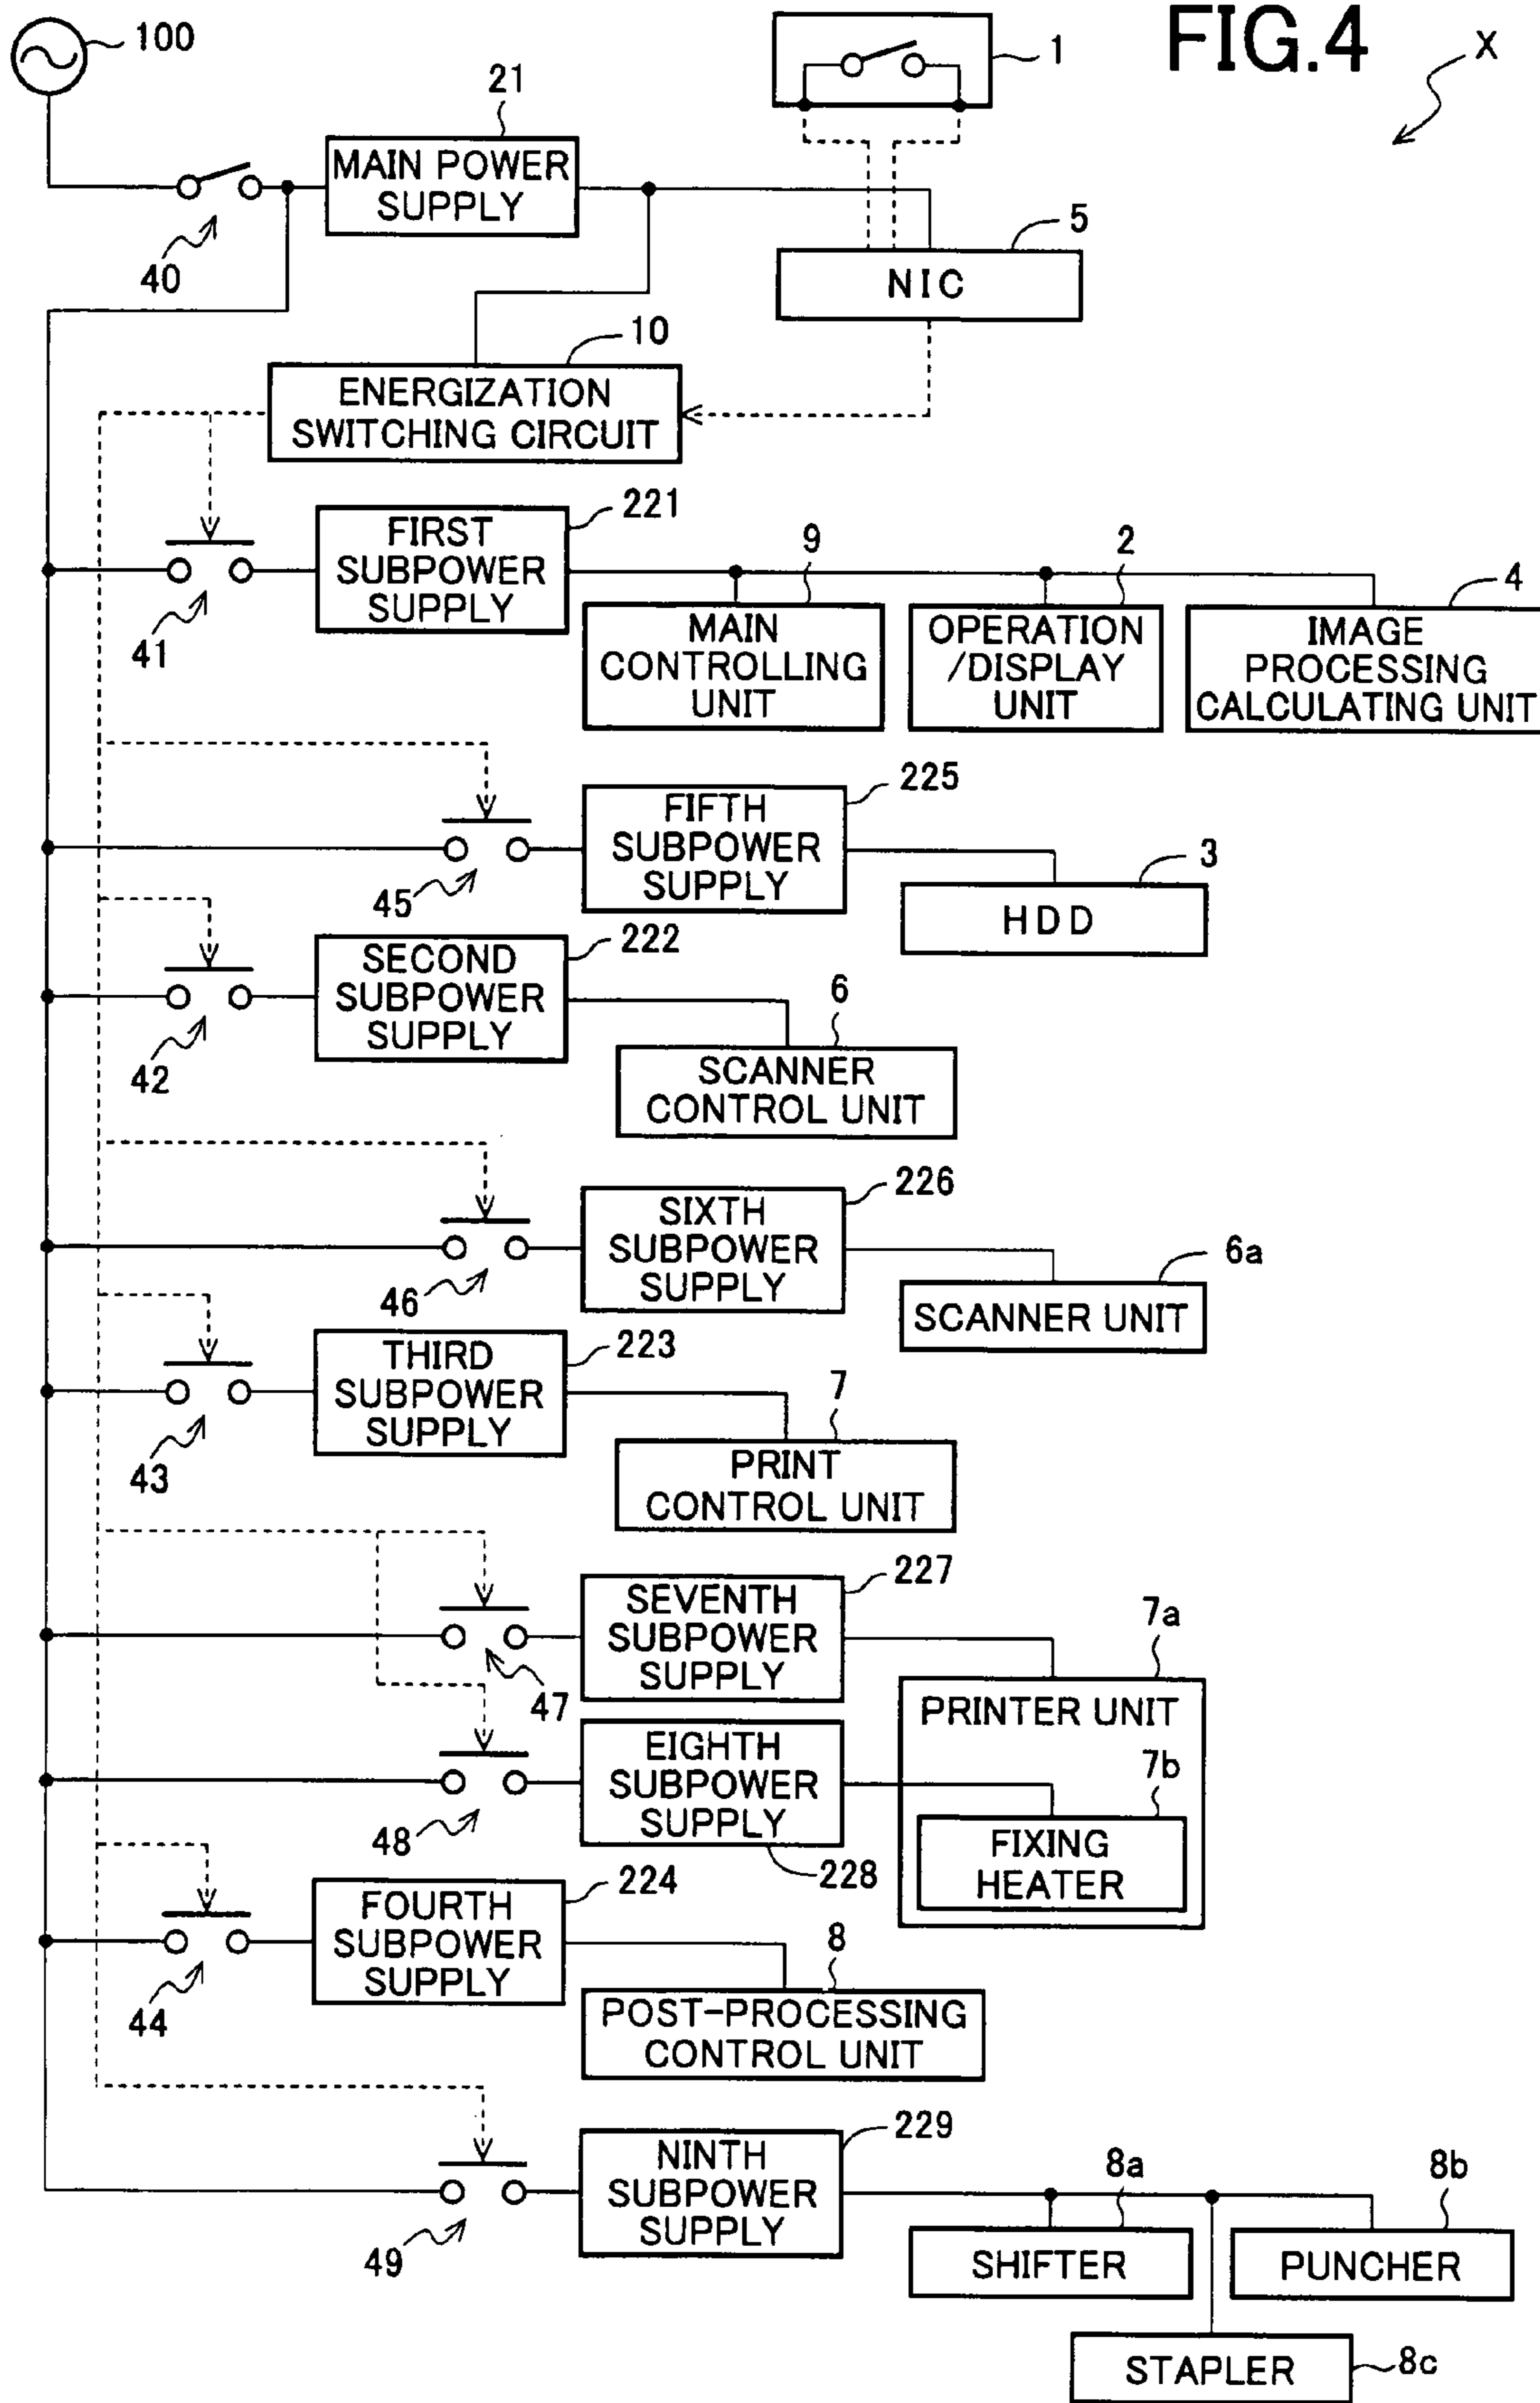 FIG.4
X
100
1
21
MAIN POWER
SUPPLY
40
5
NIC
10
ENERGIZATION
SWITCHING CIRCUIT
221
FIRST
SUBPOWER
SUPPLY
41
9
MAIN
CONTROLLING
UNIT
2
OPERATION
/DISPLAY
UNIT
4
IMAGE
PROCESSING
CALCULATING UNIT
225
FIFTH
SUBPOWER
SUPPLY
45
3
HDD
222
SECOND
SUBPOWER
SUPPLY
42
6
SCANNER
CONTROL UNIT
226
SIXTH
SUBPOWER
SUPPLY
46
6a
SCANNER UNIT
223
THIRD
SUBPOWER
SUPPLY
43
7
PRINT
CONTROL UNIT
227
SEVENTH
SUBPOWER
SUPPLY
47
7a
PRINTER UNIT
EIGHTH
SUBPOWER
SUPPLY
48
228
7b
FIXING
HEATER
224
FOURTH
SUBPOWER
SUPPLY
44
8
POST-PROCESSING
CONTROL UNIT
229
NINTH
SUBPOWER
SUPPLY
49
8a
SHIFTER
8b
PUNCHER
STAPLER
8c